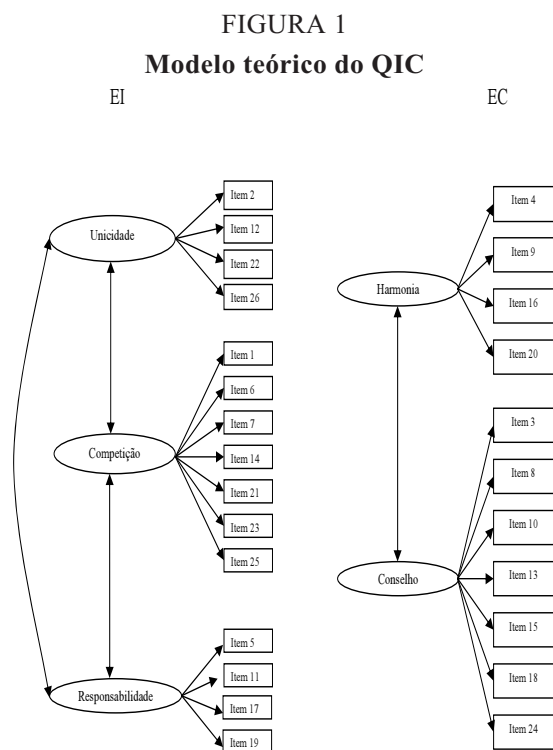 FIGURA 1
Modelo teórico do QIC
EI
Unicidade
Item 2
Item 12
Item 22
Item 26
Competição
Item 1
Item 6
Item 7
Item 14
Item 21
Item 23
Item 25
Responsabilidade
Item 5
Item 11
Item 17
Item 19
EC
Harmonia
Item 4
Item 9
Item 16
Item 20
Conselho
Item 3
Item 8
Item 10
Item 13
Item 15
Item 18
Item 24